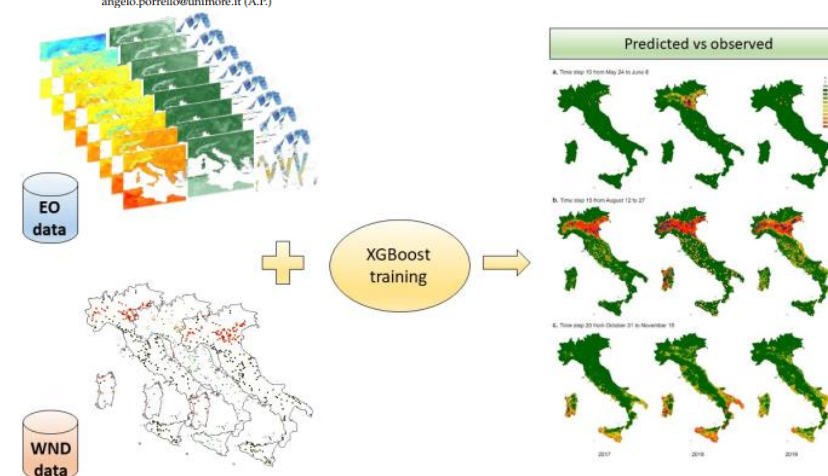 angelo.porrello@unimore.it (A.P.)
Predicted vs observed
a. Time step 10 from May 24 to June 8
EO
data
b. Time step 15 from August 12 to 27
XGBoost
training
WND
data
c. Time step 20 from October 31 to November 15
2017
2018
2019